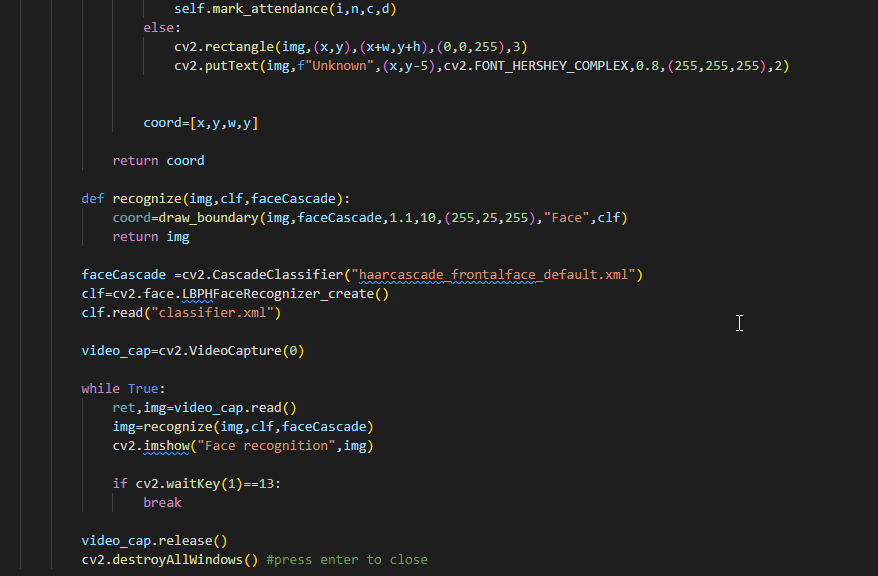 self.mark_attendance(i,n,c,d)
else:
cv2.rectangle(img,(x,y),(x+w,y+h),(0,0,255),3)
cv2.putText(img,f"Unknown",(x,y-5),cv2.FONT_HERSHEY_COMPLEX,0.8,(255,255,255),2)
coord=[x,y,w,y]
return coord
def recognize(img,clf,faceCascade):
coord=draw_boundary(img,faceCascade,1.1,10,(255,25,255),"Face",clf)
return img
faceCascade =cv2.CascadeClassifier("haarcascade_frontalface_default.xml")
clf=cv2.face.LBPHFaceRecognizer_create()
clf.read("classifier.xml")
video_cap=cv2.VideoCapture(0)
while True:
ret,img=video_cap.read()
img=recognize(img,clf,faceCascade)
cv2.imshow("Face recognition",img)
if cv2.waitKey(1)==13:
break
video_cap.release()
cv2.destroyAllWindows() #press enter to close